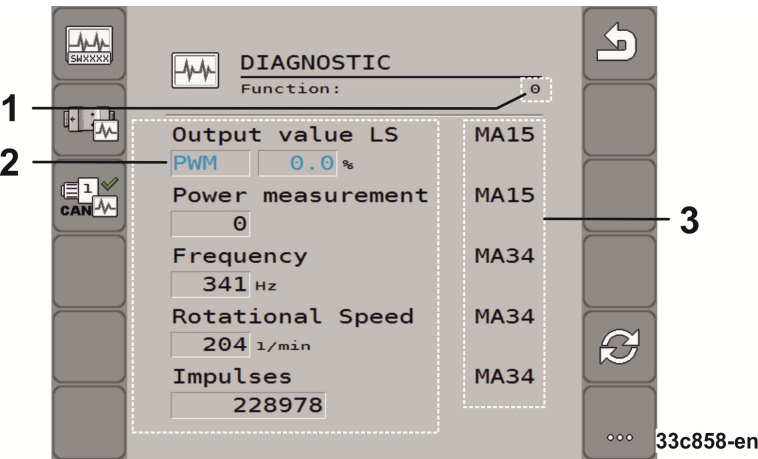 SWXXXX
DIAGNOSTIC
Function: 0
1
Output value LS MA15
2
PWM 0.0 %
1
CAN
Power measurement MA15
0
3
Frequency MA34
341 Hz
Rotational Speed MA34
204 1/min
Impulses MA34
228978
33c858-en